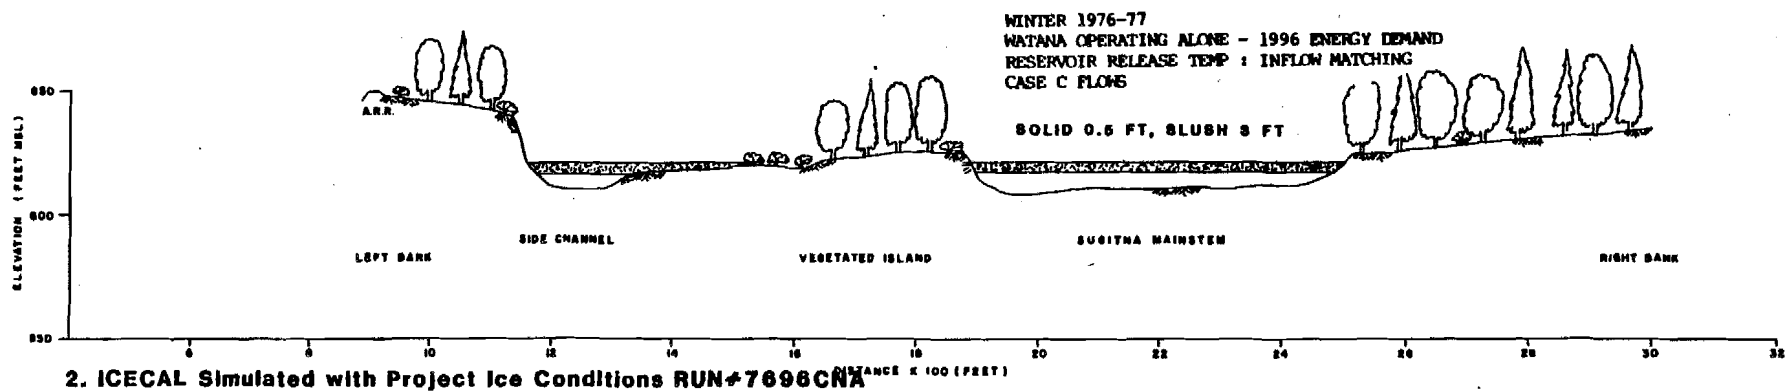 WINTER 1976-77
WATANA OPERATING ALONE - 1996 ENERGY DEMAND
RESERVOIR RELEASE TEMP : INFLOW MATCHING
CASE C FLOWS
SOLID 0.5 FT, SLUSH 3 FT
A.R.R.
ELEVATION (FEET MSL)
650
600
550
SIDE CHANNEL
SUSITNA MAINSTEM
LEFT BANK
VEGETATED ISLAND
RIGHT BANK
6 8 10 12 14 16 18 20 22 24 26 28 30 32
DISTANCE X 100 (FEET)
2. ICECAL Simulated with Project Ice Conditions RUN#7696CNA